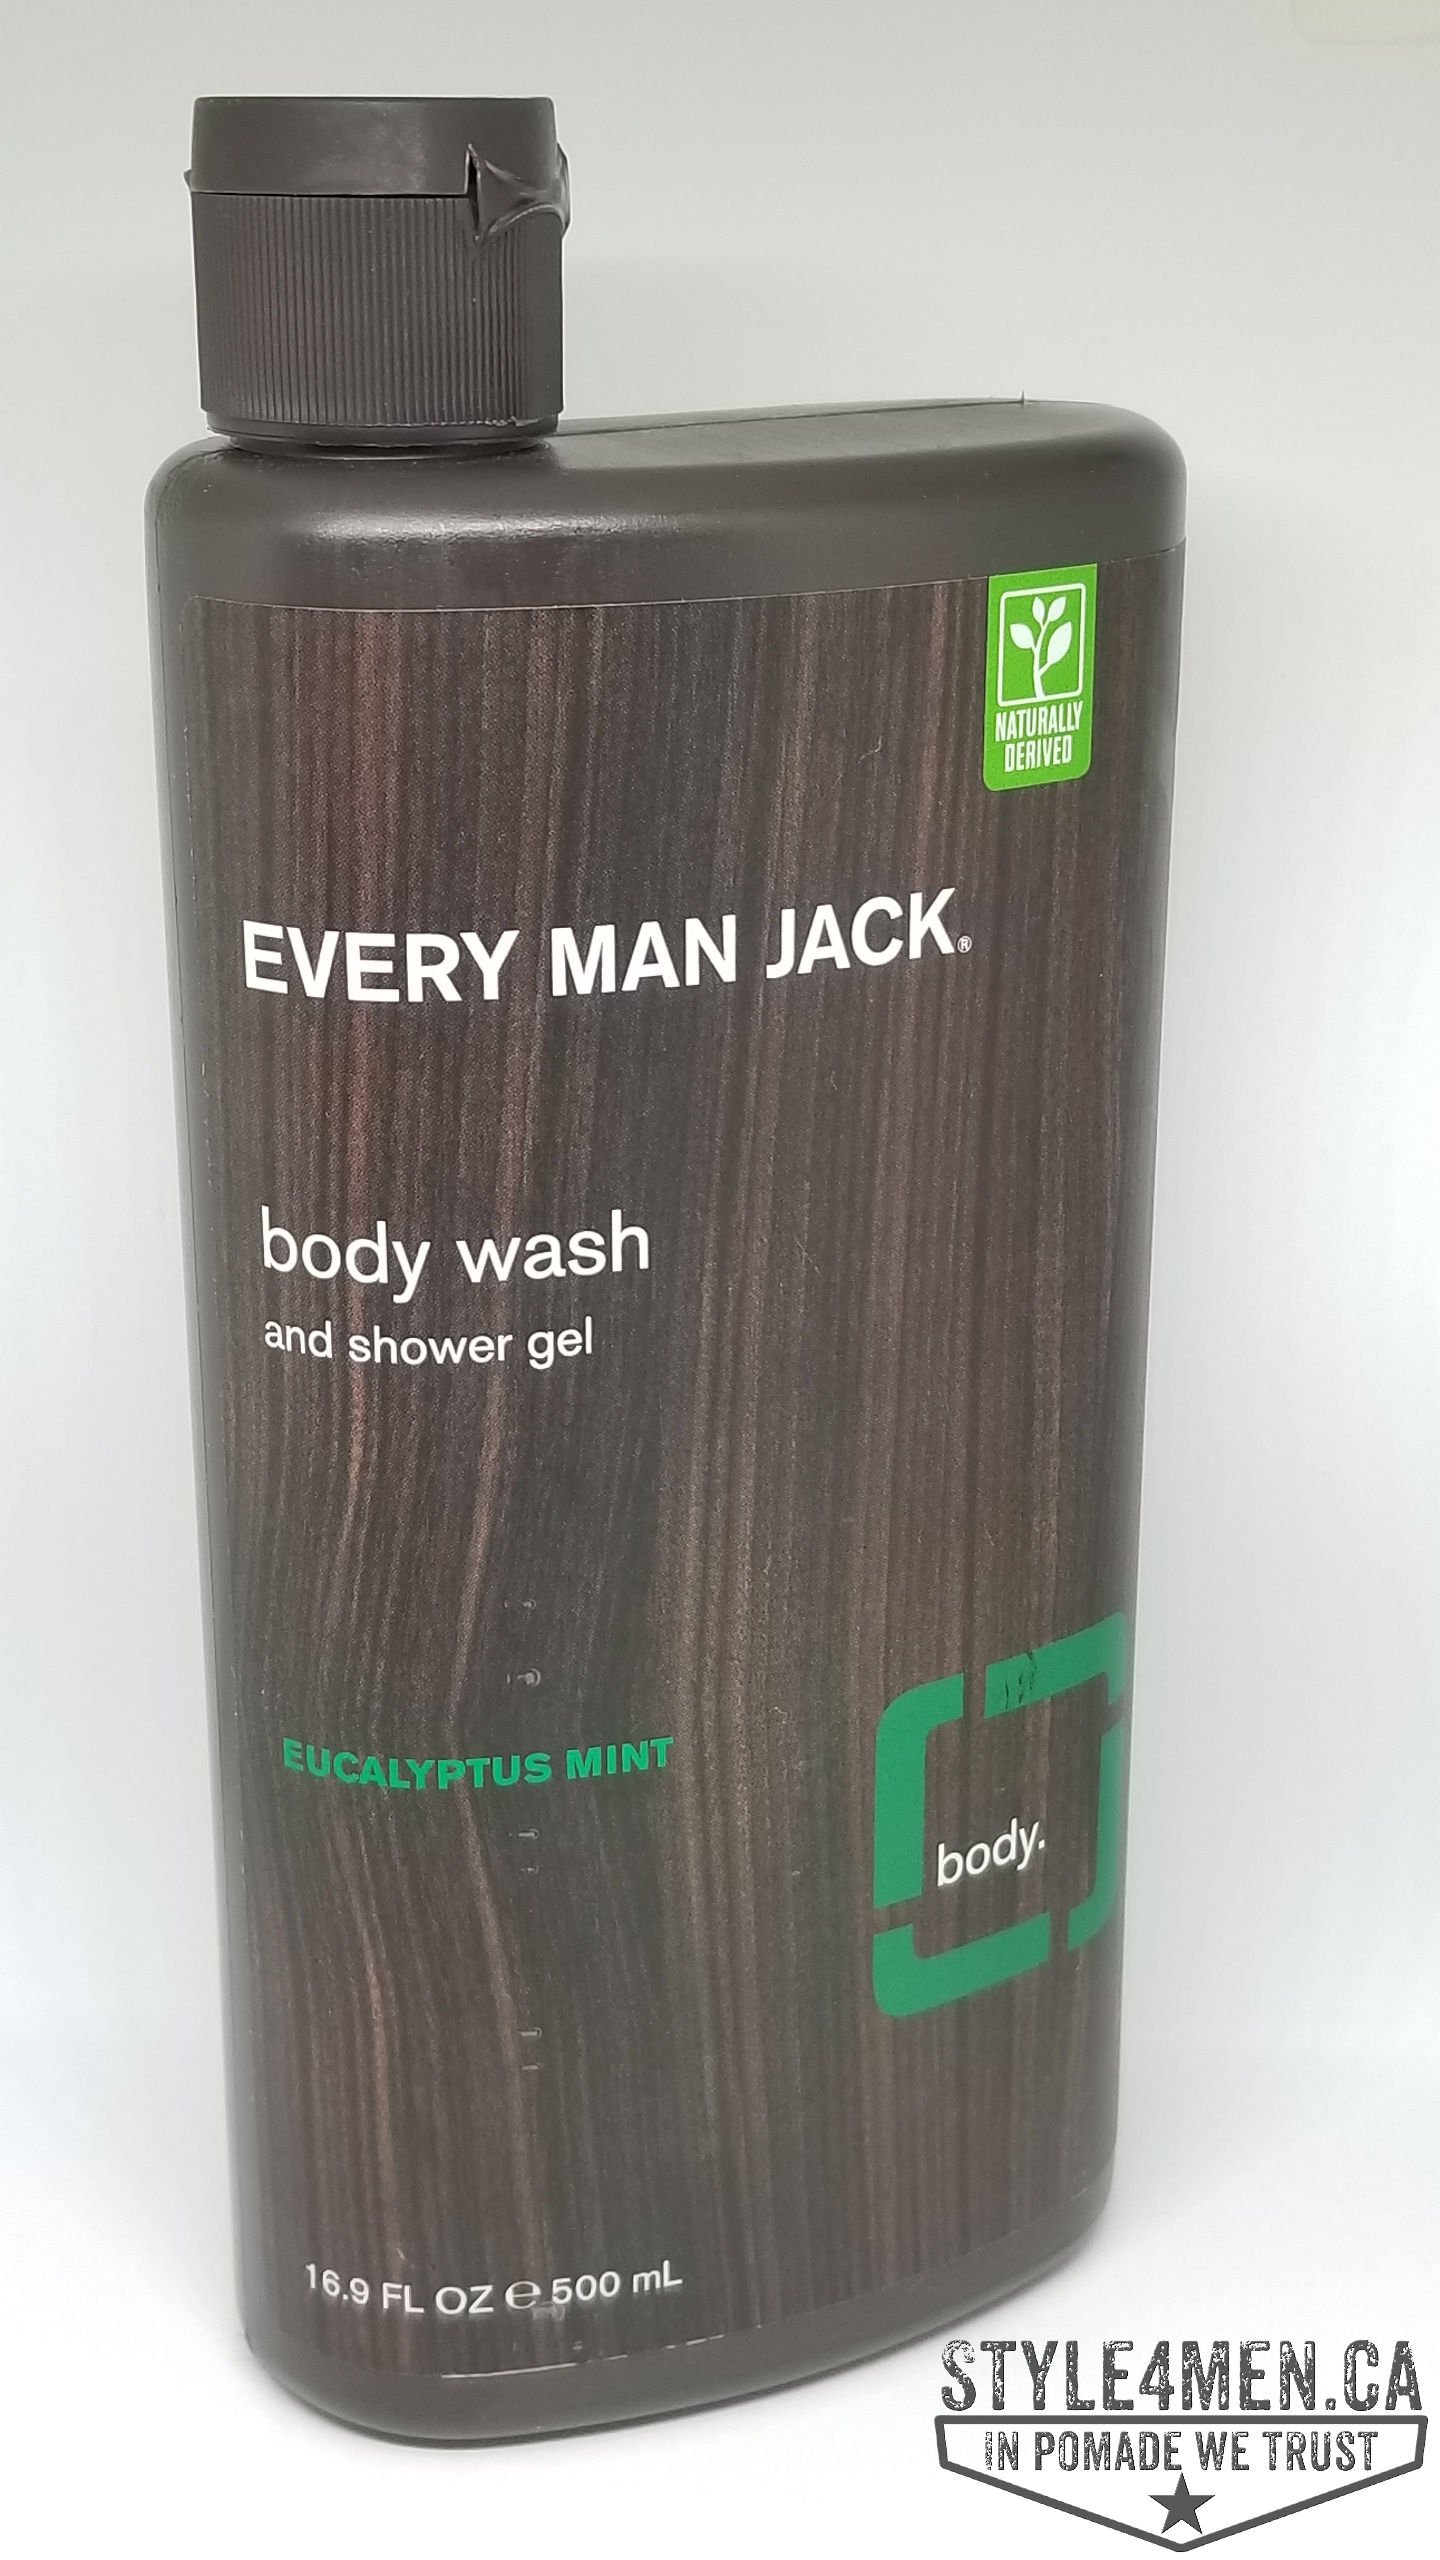 NATURALLY
DERIVED
EVERY MAN JACK.®
body wash
and shower gel
EUCALYPTUS MINT
body.
16.9 FL OZ ℮ 500 mL
STYLE4MEN.CA
IN POMADE WE TRUST